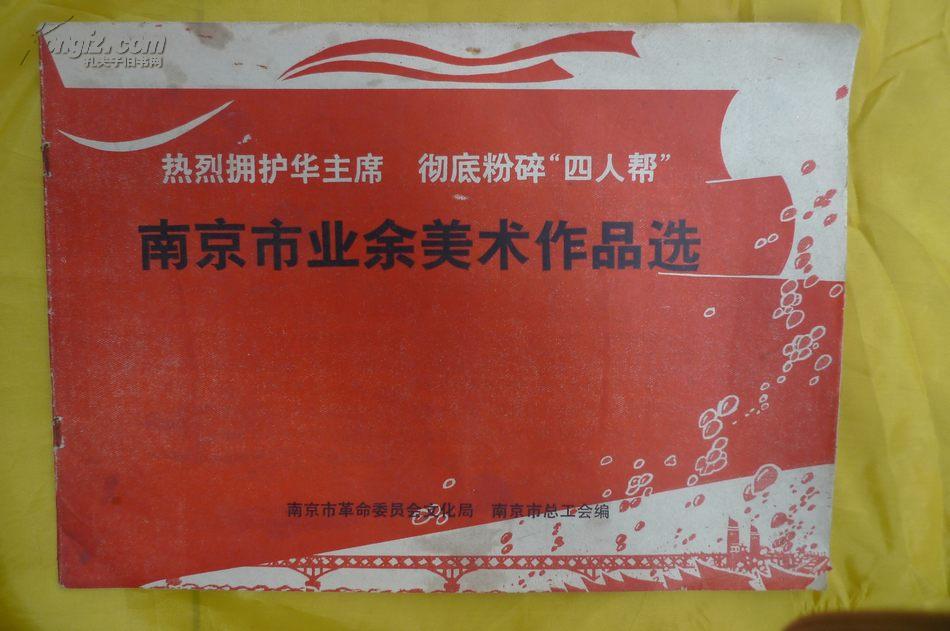 Kongfz.com
孔夫子旧书网
热烈拥护华主席 彻底粉碎“四人帮”
南京市业余美术作品选
南京市革命委员会文化局 南京市总工会编